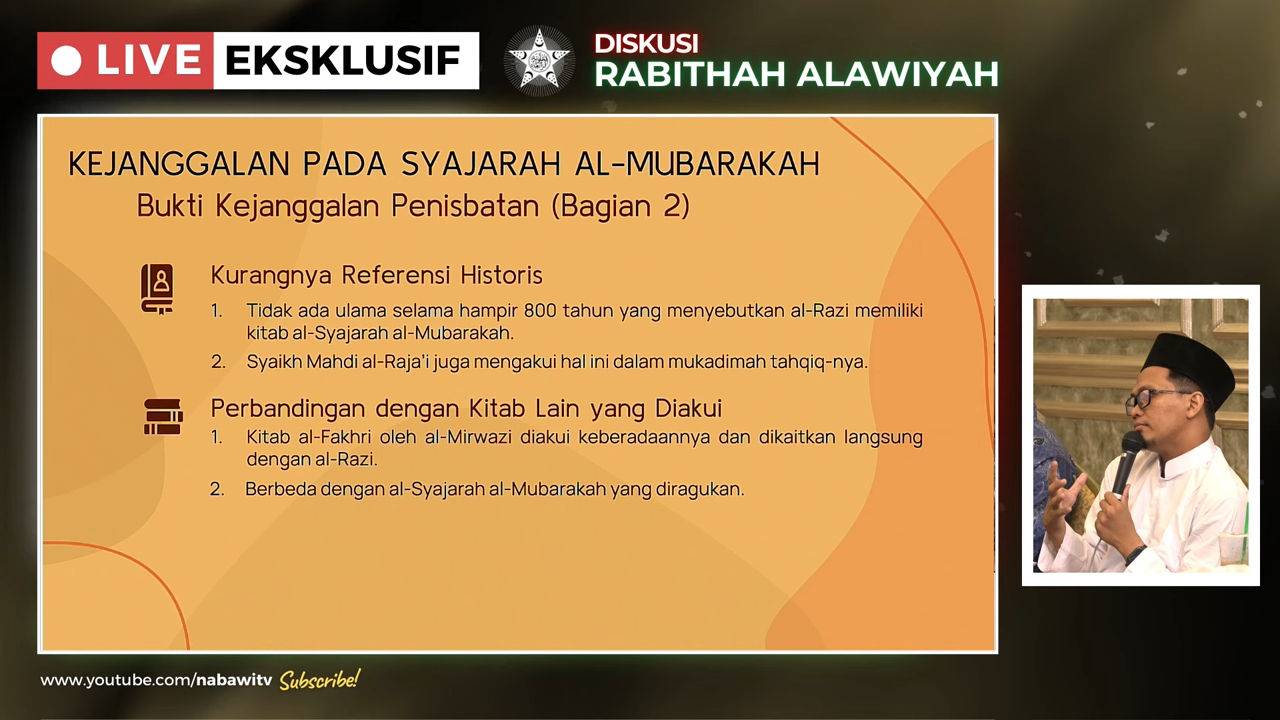 LIVE EKSKLUSIF
DISKUSI
RABITHAH ALAWIYAH
KEJANGGALAN PADA SYAJARAH AL-MUBARAKAH
Bukti Kejanggalan Penisbatan (Bagian 2)
Kurangnya Referensi Historis
1. Tidak ada ulama selama hampir 800 tahun yang menyebutkan al-Razi memiliki
kitab al-Syajarah al-Mubarakah.
2. Syaikh Mahdi al-Raja'i juga mengakui hal ini dalam mukadimah tahqiq-nya.
Perbandingan dengan Kitab Lain yang Diakui
1. Kitab al-Fakhri oleh al-Mirwazi diakui keberadaannya dan dikaitkan langsung
dengan al-Razi.
2. Berbeda dengan al-Syajarah al-Mubarakah yang diragukan.
www.youtube.com/nabawitv Subscribe!